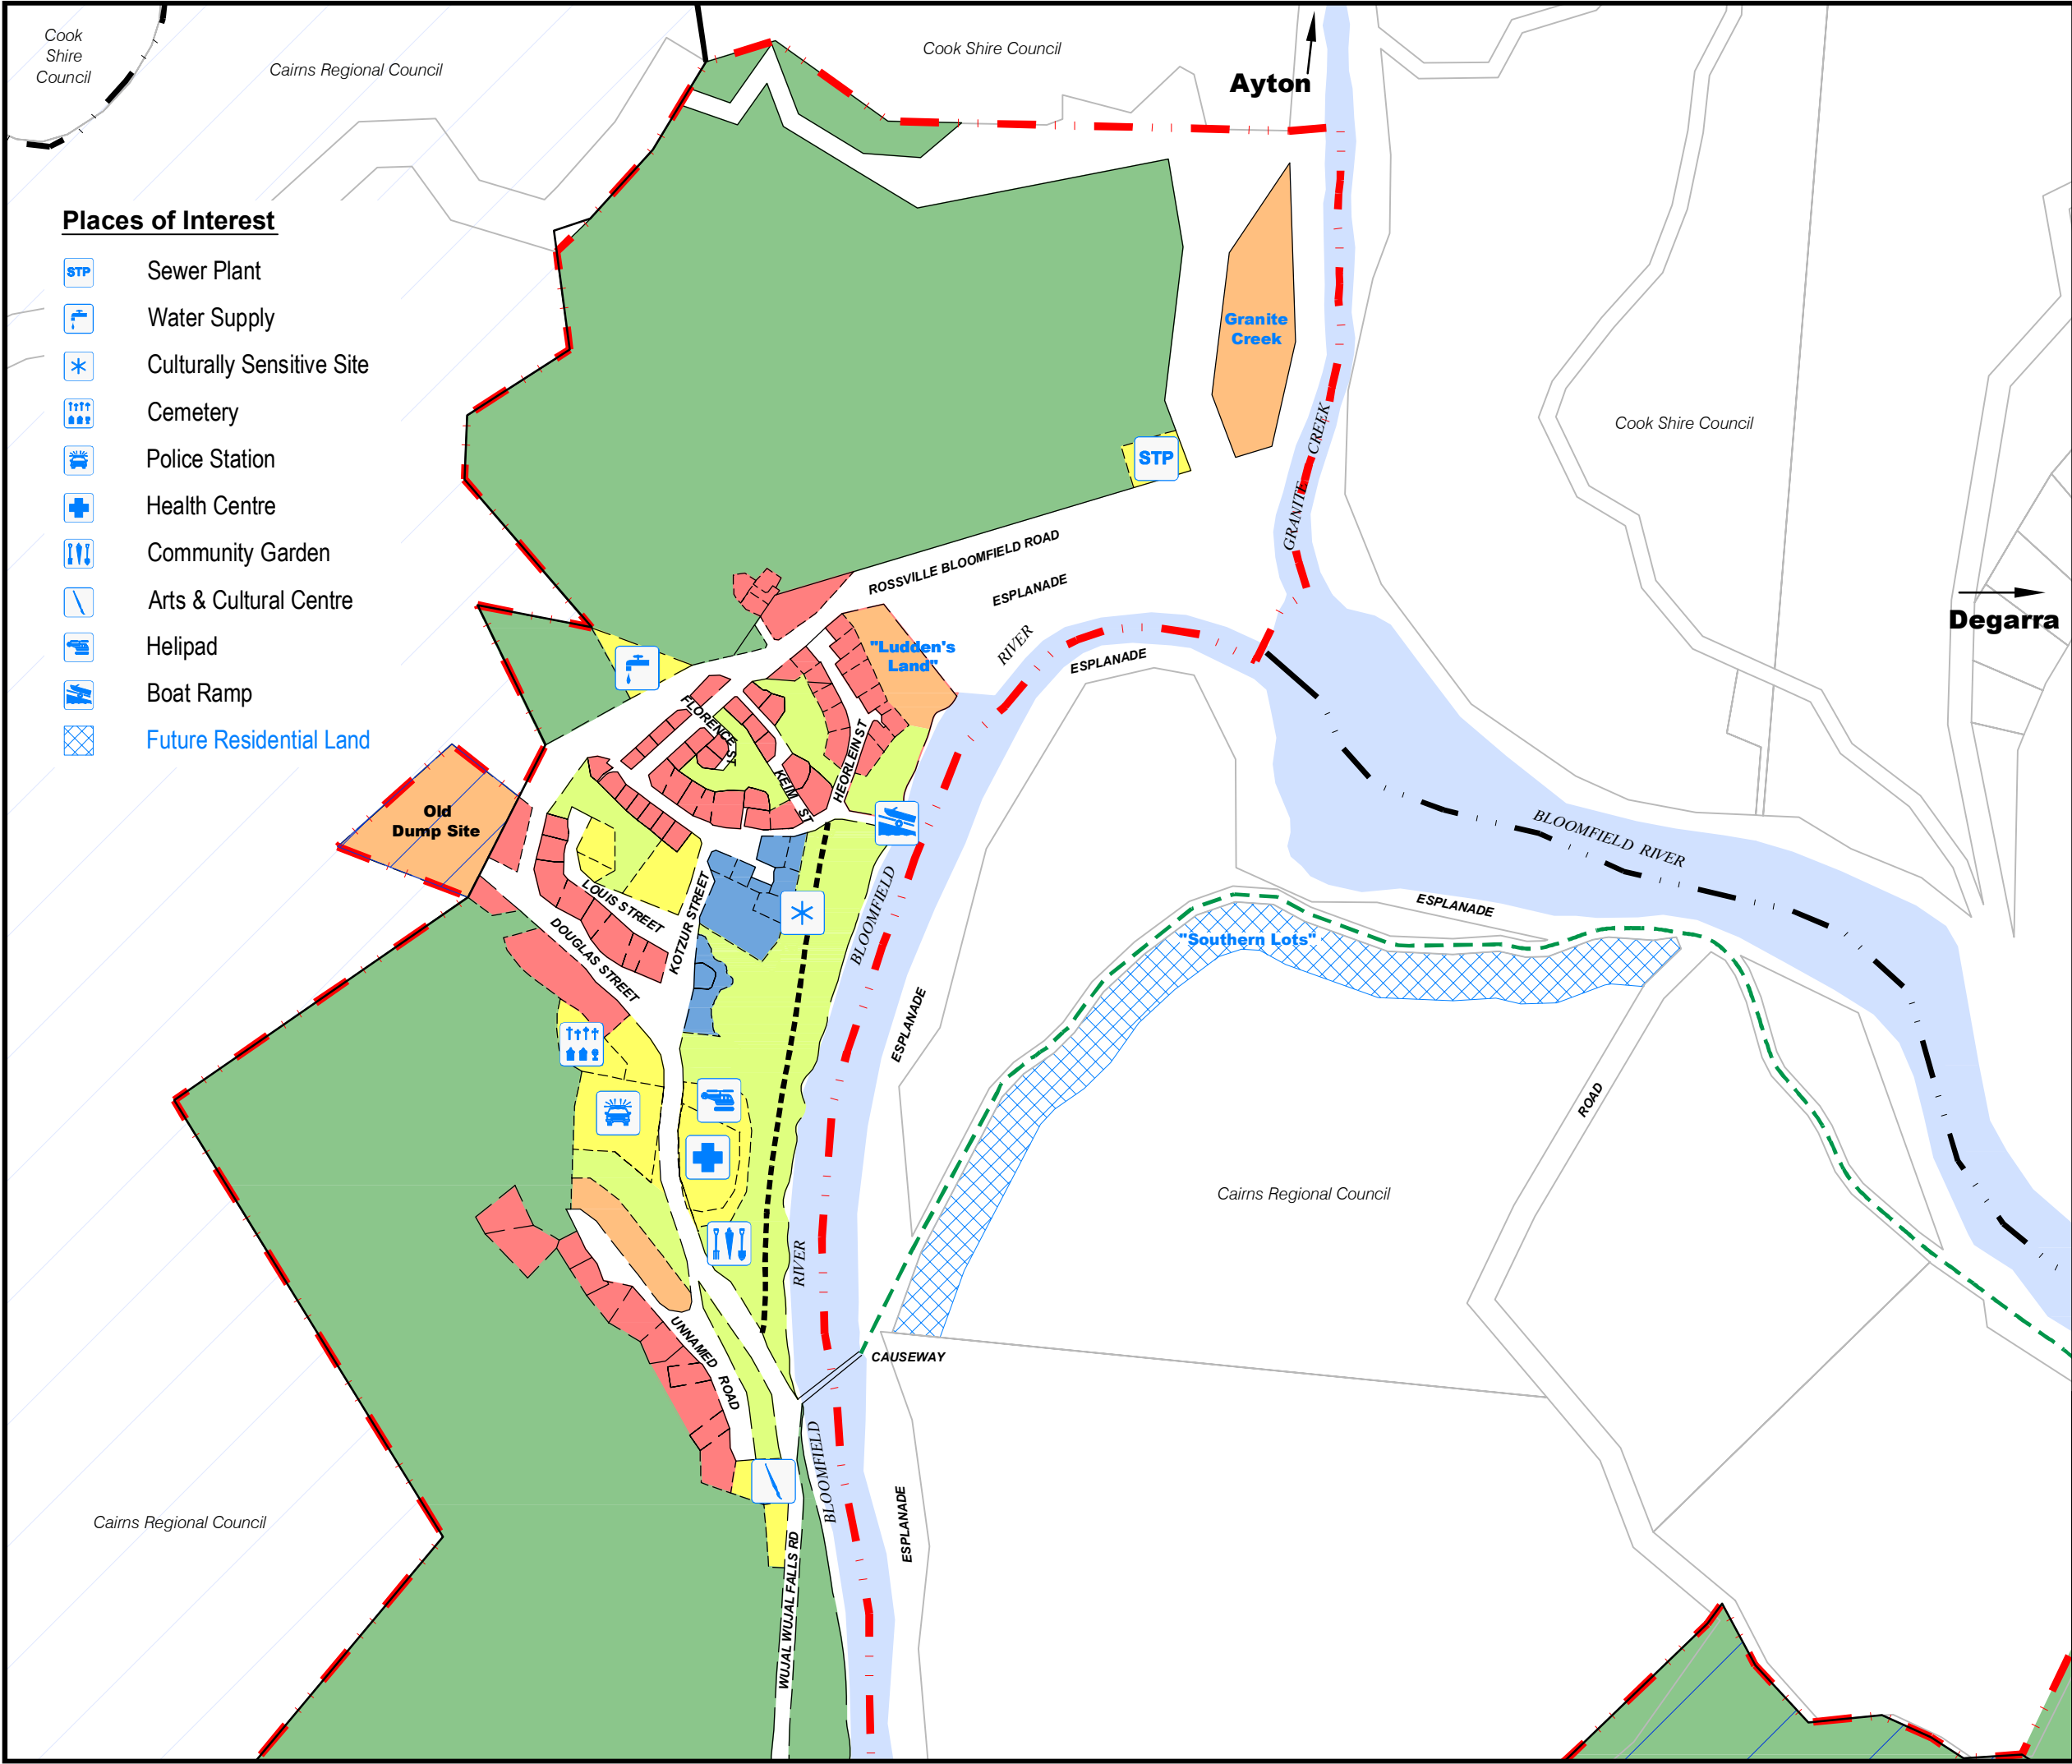 Cook
Shire
Council
Cairns Regional Council
Cook Shire Council
Ayton
Places of Interest
STP Sewer Plant
Water Supply
Culturally Sensitive Site
Cemetery
Police Station
Health Centre
Community Garden
Arts & Cultural Centre
Helipad
Boat Ramp
Future Residential Land
Granite
Creek
Cook Shire Council
GRANITE CREEK
STP
ROSSVILLE BLOOMFIELD ROAD
ESPLANADE
Degarra
"Ludden's
Land"
RIVER
ESPLANADE
FLORENCE ST
KEIM ST
HEORLEIN ST
Old
Dump Site
BLOOMFIELD RIVER
LOUIS STREET
KOTZUR STREET
DOUGLAS STREET
BLOOMFIELD
ESPLANADE
"Southern Lots"
ESPLANADE
ROAD
Cairns Regional Council
RIVER
UNNAMED ROAD
CAUSEWAY
BLOOMFIELD
ESPLANADE
Cairns Regional Council
WUJAL WUJAL FALLS RD